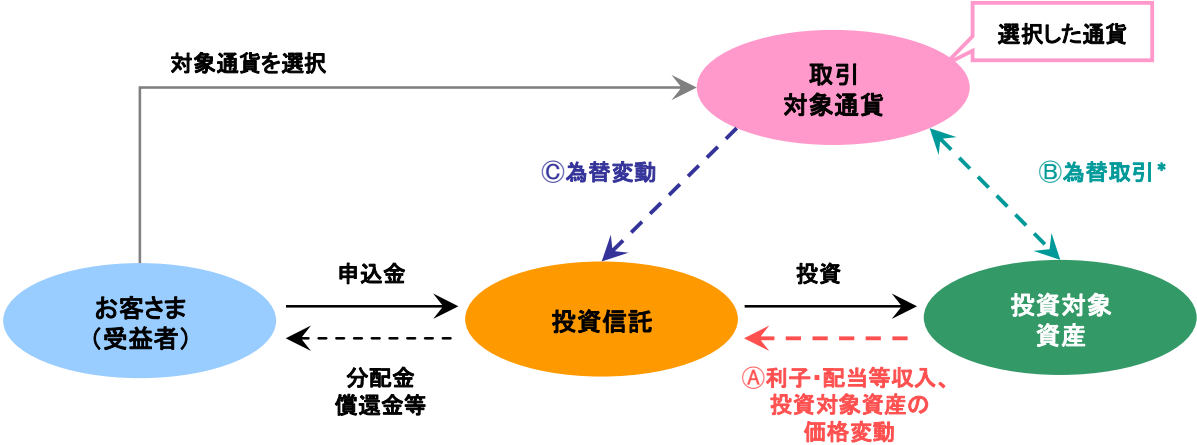 選択した通貨
対象通貨を選択
取引
対象通貨
Ⓒ為替変動
Ⓑ為替取引*
申込金
投資
お客さま
（受益者）
投資信託
投資対象
資産
分配金
償還金等
Ⓐ利子･配当等収入、
投資対象資産の
価格変動